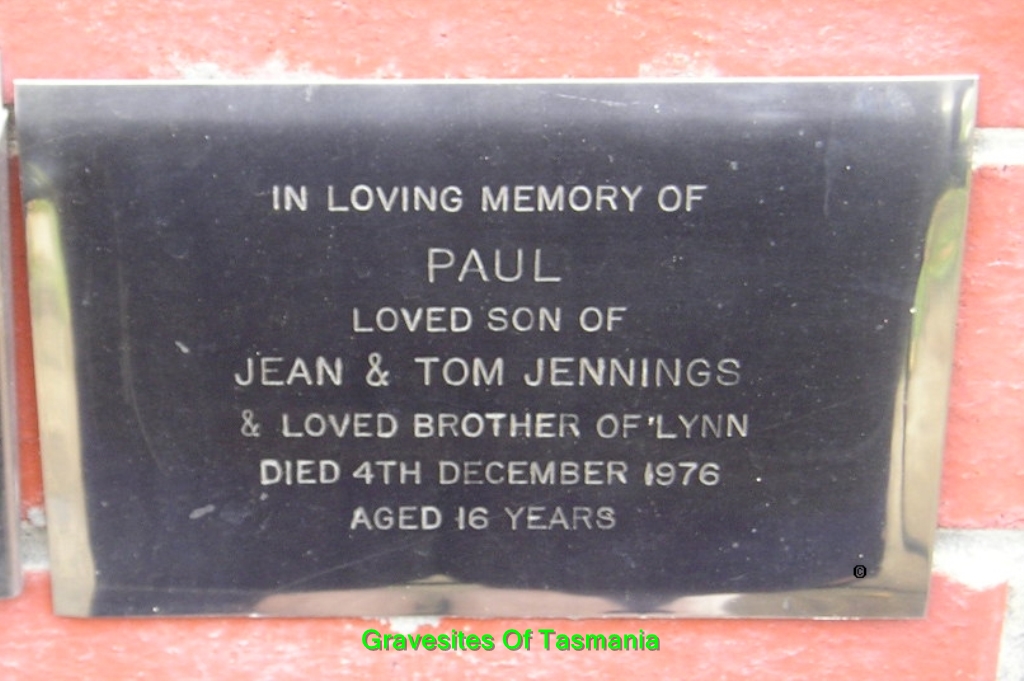 IN LOVING MEMORY OF
PAUL
LOVED SON OF
JEAN & TOM JENNINGS
& LOVED BROTHER OF LYNN
DIED 4TH DECEMBER 1976
AGED 16 YEARS
©
Gravesites Of Tasmania